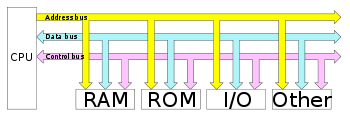 Address bus
Data bus
Control bus
CPU
RAM ROM I/O Other